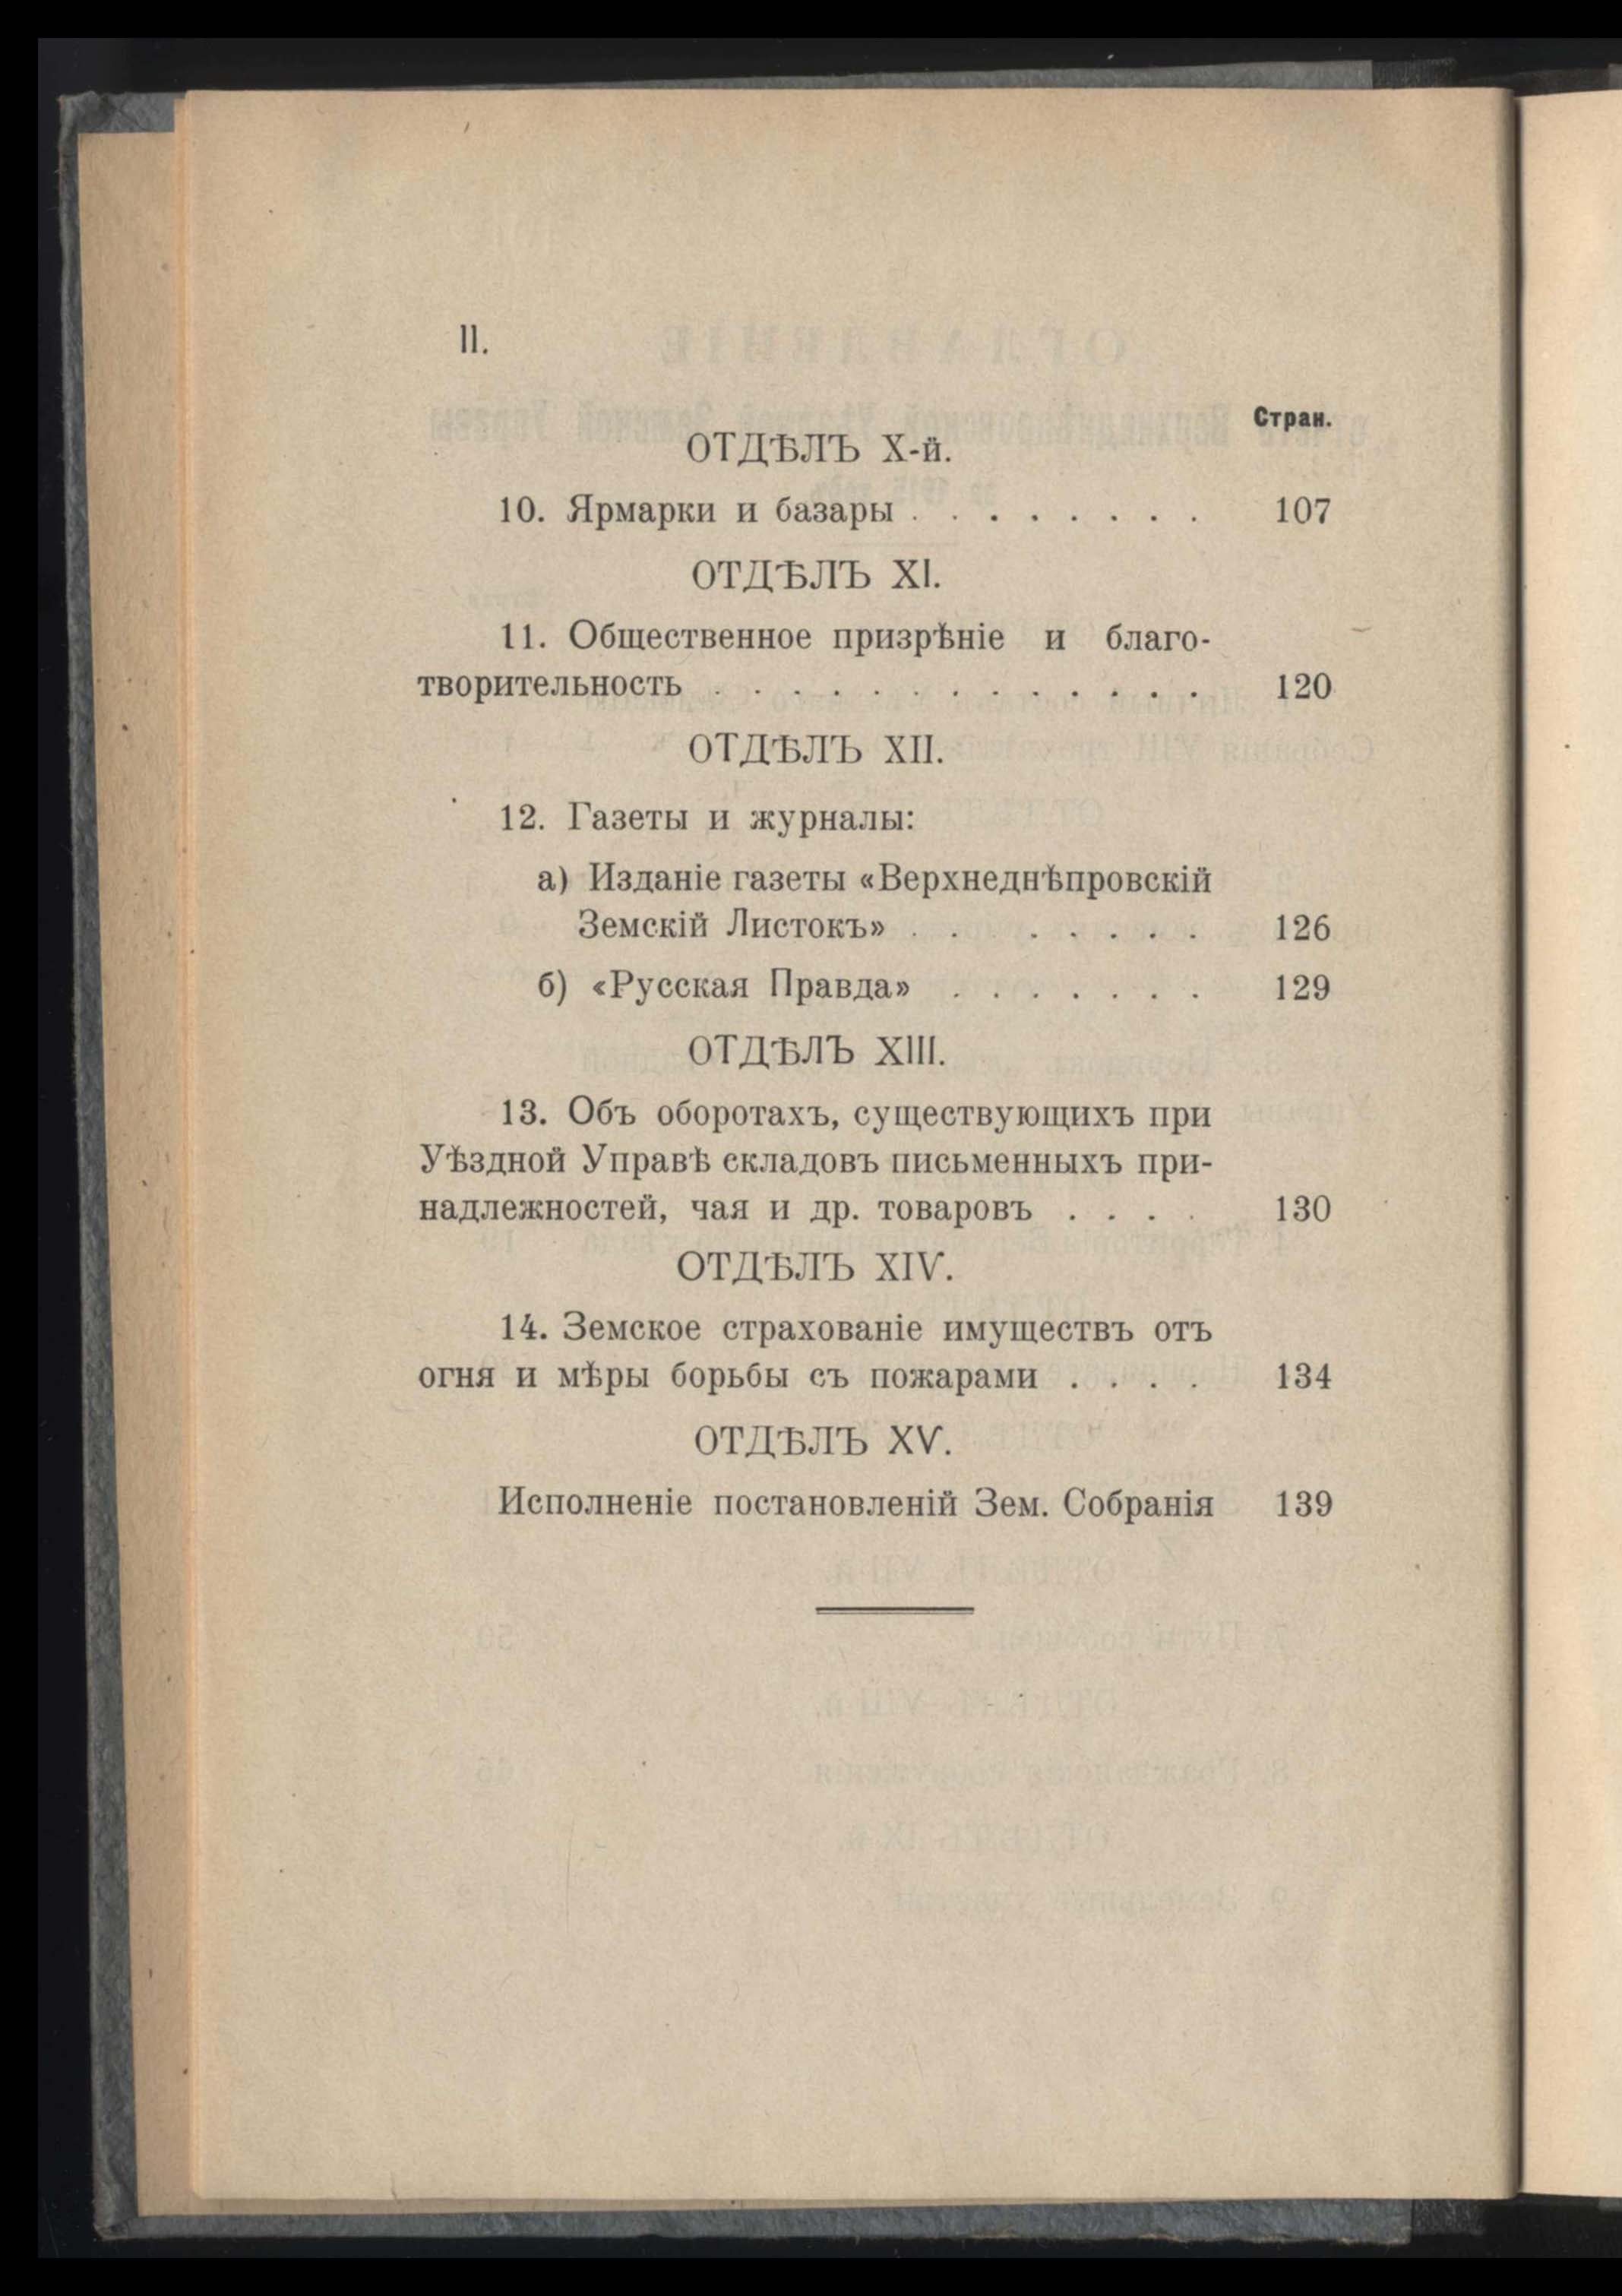 II.
Стран.
ОТДѢЛЪ X-й.
10. Ярмарки и базары . . . . . . . . 107
ОТДѢЛЪ XI.
11. Общественное призрѣніе и благо-
творительность . . . . . . . . . . . . . 120
ОТДѢЛЪ XII.
12. Газеты и журналы:
а) Изданіе газеты «Верхнеднѣпровскій
Земскій Листокъ» . . . . . . . 126
б) «Русская Правда» . . . . . . . 129
ОТДѢЛЪ XIII.
13. Объ оборотахъ, существующихъ при
Уѣздной Управѣ складовъ письменныхъ при-
надлежностей, чая и др. товаровъ . . . . 130
ОТДѢЛЪ XIV.
14. Земское страхованіе имуществъ отъ
огня и мѣры борьбы съ пожарами . . . . 134
ОТДѢЛЪ XV.
Исполненіе постановленій Зем. Собранія 139